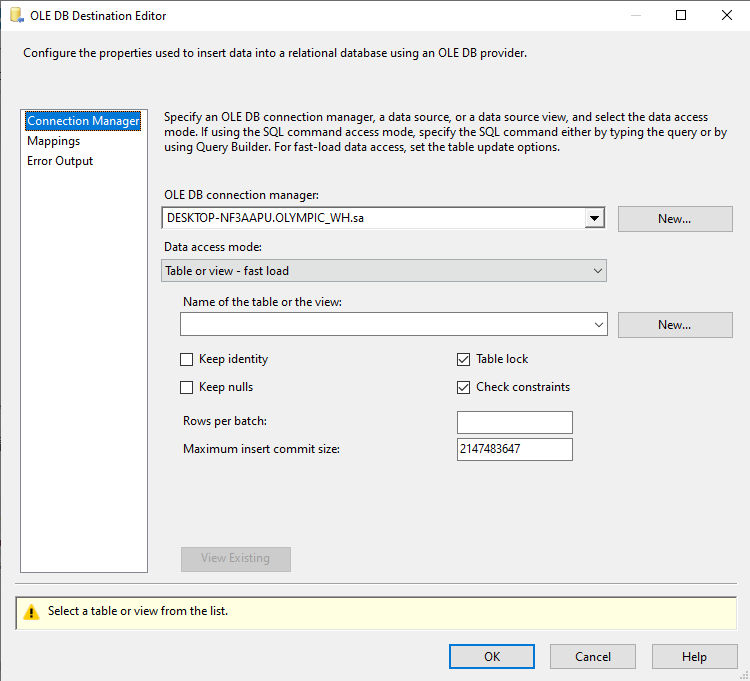 OLE DB Destination Editor
Configure the properties used to insert data into a relational database using an OLE DB provider.
Connection Manager
Mappings
Error Output
Specify an OLE DB connection manager, a data source, or a data source view, and select the data access
mode. If using the SQL command access mode, specify the SQL command either by typing the query or by
using Query Builder. For fast-load data access, set the table update options.
OLE DB connection manager:
DESKTOP-NF3AAPU.OLYMPIC_WH.sa
New...
Data access mode:
Table or view - fast load
Name of the table or the view:
New...
Keep identity
Table lock
Keep nulls
Check constraints
Rows per batch:
Maximum insert commit size:
2147483647
View Existing
Select a table or view from the list.
OK
Cancel
Help